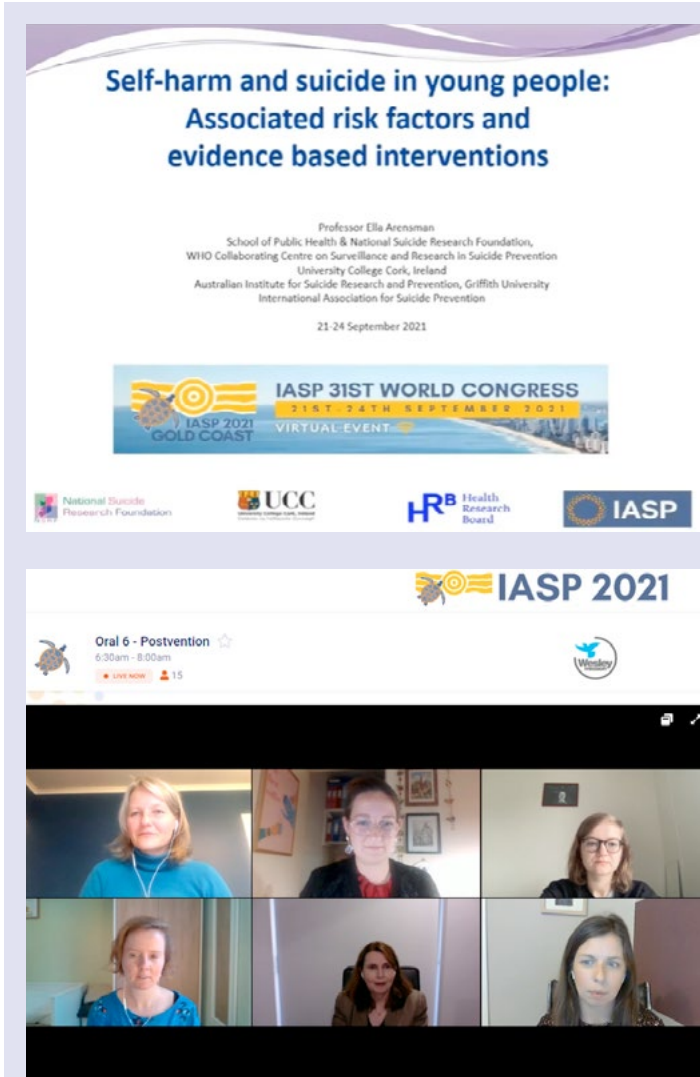 Self-harm and suicide in young people:
Associated risk factors and
evidence based interventions
Professor Ella Arensman
School of Public Health & National Suicide Research Foundation,
WHO Collaborating Centre on Surveillance and Research in Suicide Prevention
University College Cork, Ireland
Australian Institute for Suicide Research and Prevention, Griffith University
International Association for Suicide Prevention
21-24 September 2021
IASP 2021
GOLD COAST
IASP 31ST WORLD CONGRESS
21ST-24TH SEPTEMBER 2021
VIRTUAL EVENT
National Suicide
Research Foundation
UCC
University College Cork, Ireland
HRB Health
Research
Board
IASP
IASP 2021
Oral 6 - Postvention
6:30am - 8:00am
LIVE NOW 15
Wesley